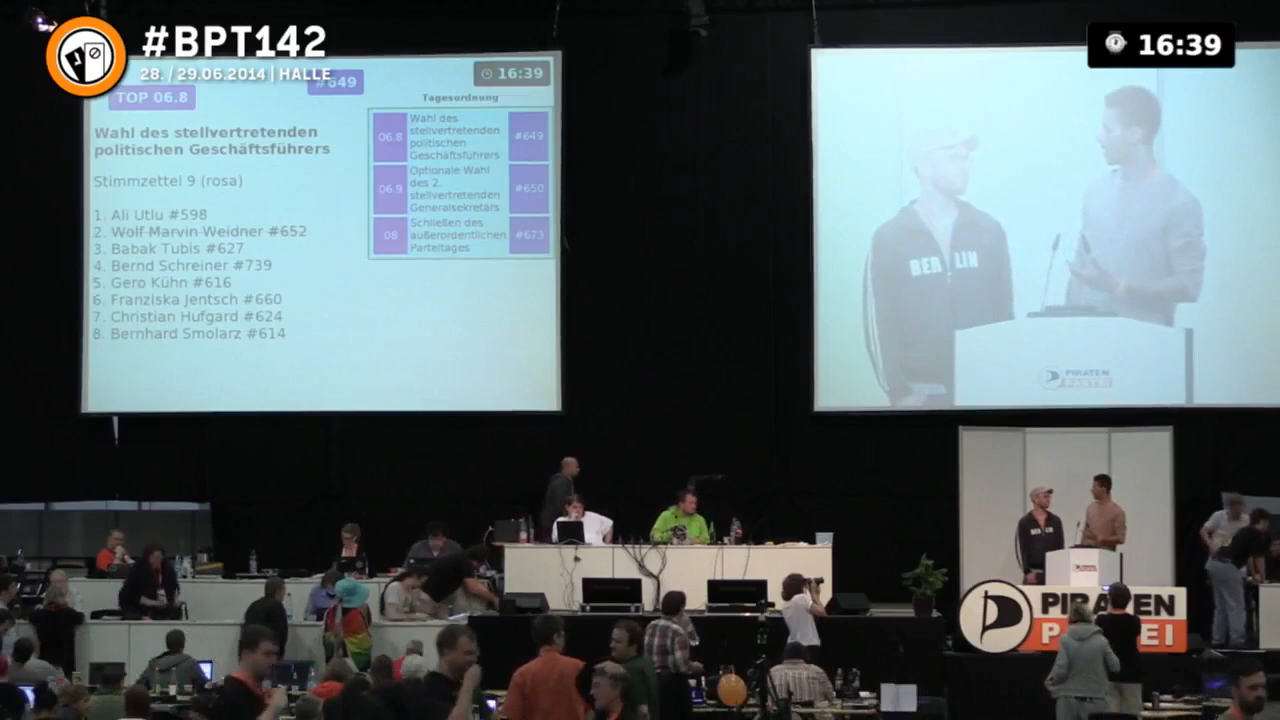 #BPT142
28. / 29.06.2014 | HALLE
16:39
TOP 06.8
#649
16:39
Wahl des stellvertretenden
politischen Geschäftsführers
Stimmzettel 9 (rosa)
1. Ali Utlu #598
2. Wolf Marvin Weidner #652
3. Babak Tubis #627
4. Bernd Schreiner #739
5. Gero Kühn #616
6. Franziska Jentsch #660
7. Christian Hufgard #624
8. Bernhard Smolarz #614
Tagesordnung
06.8
Wahl des
stellvertretenden
politischen
Geschäftsführers
#649
06.9
Optionale Wahl
des 2.
stellvertretenden
Generalsekretärs
#650
08
Schließen des
außerordentlichen
Parteitages
#673
BERLIN
PIRATEN
PARTEI
PIRATEN
P EI